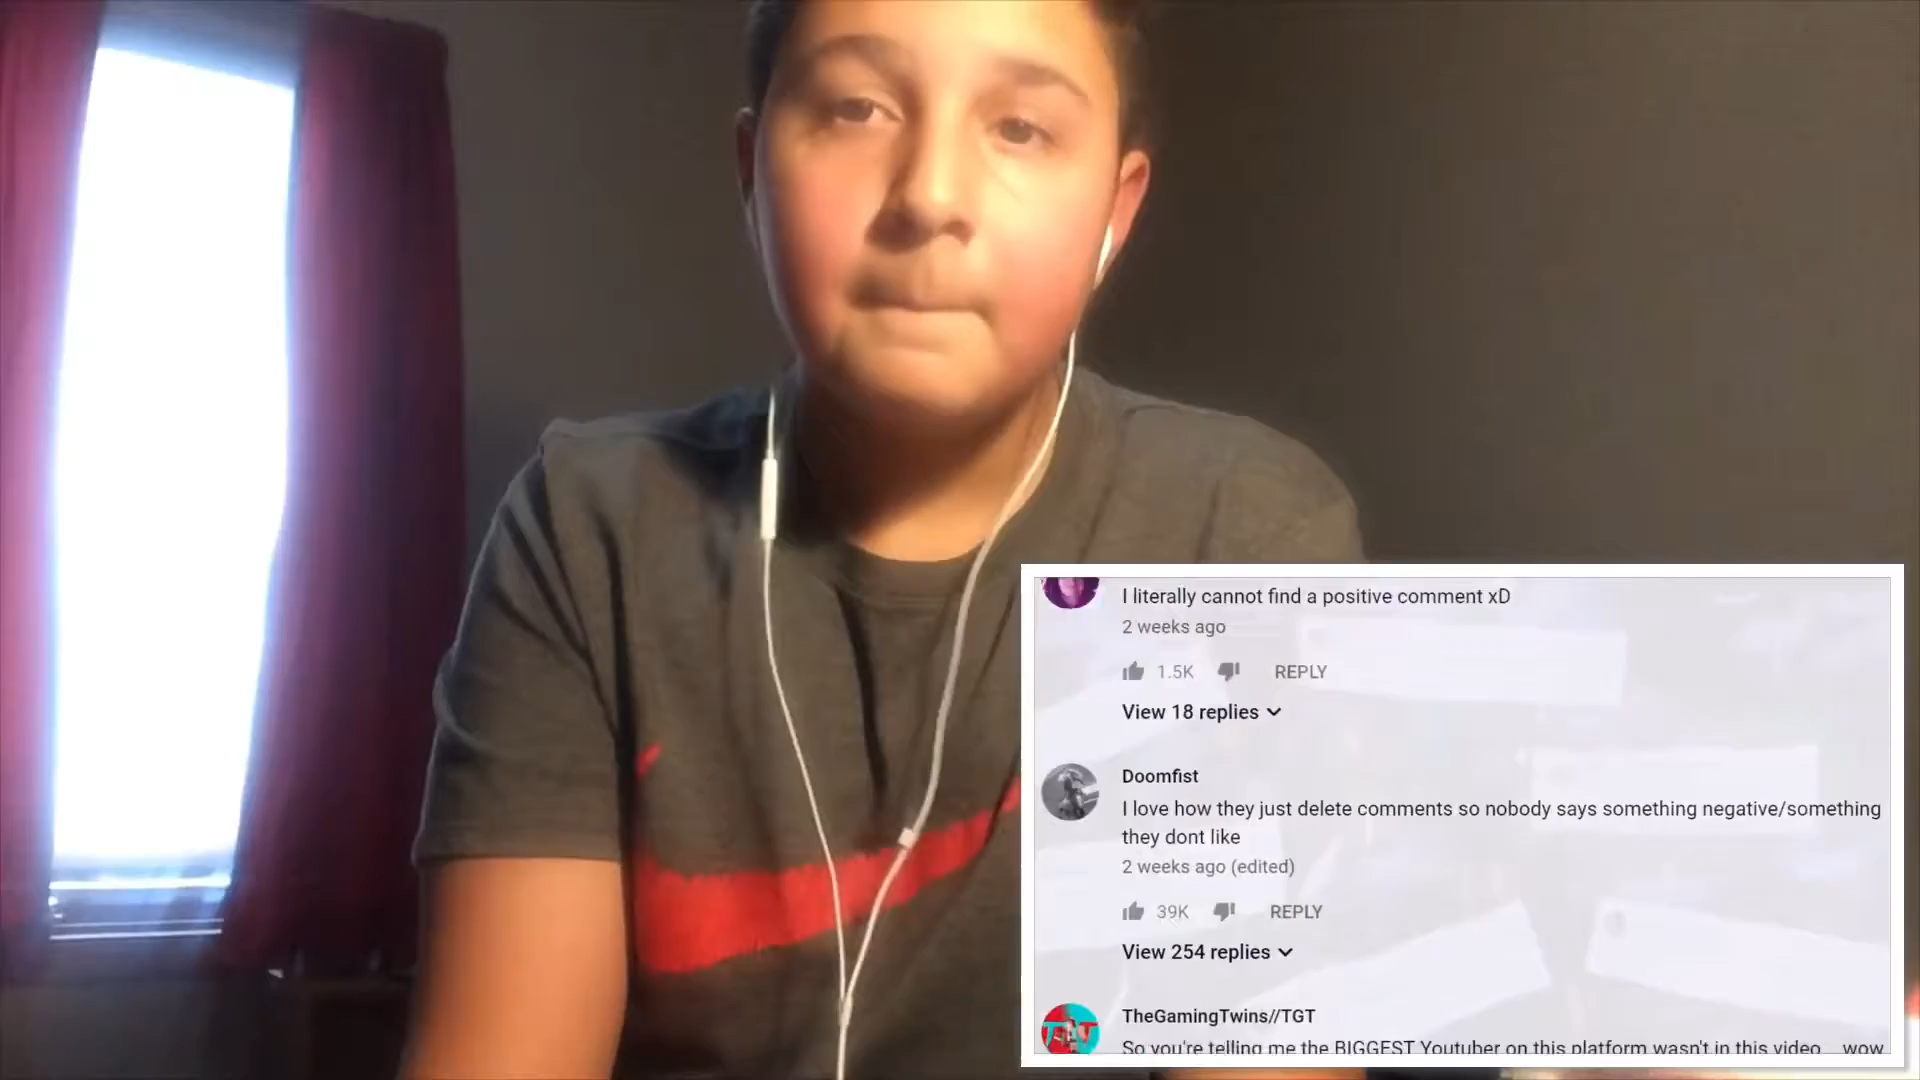 I literally cannot find a positive comment xD
2 weeks ago
1.5K REPLY
View 18 replies
Doomfist
I love how they just delete comments so nobody says something negative/something
they dont like
2 weeks ago (edited)
39K REPLY
View 254 replies
TheGamingTwins//TGT
So you're telling me the BIGGEST Youtuber on this platform wasn't in this video... wow